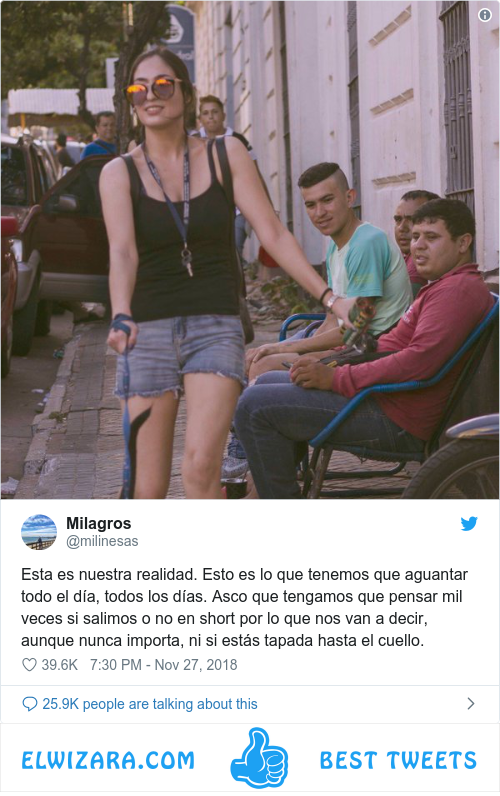 Milagros
@milinesas
Esta es nuestra realidad. Esto es lo que tenemos que aguantar
todo el día, todos los días. Asco que tengamos que pensar mil
veces si salimos o no en short por lo que nos van a decir,
aunque nunca importa, ni si estás tapada hasta el cuello.
39.6K 7:30 PM - Nov 27, 2018
25.9K people are talking about this
ELWIZARA.COM BEST TWEETS